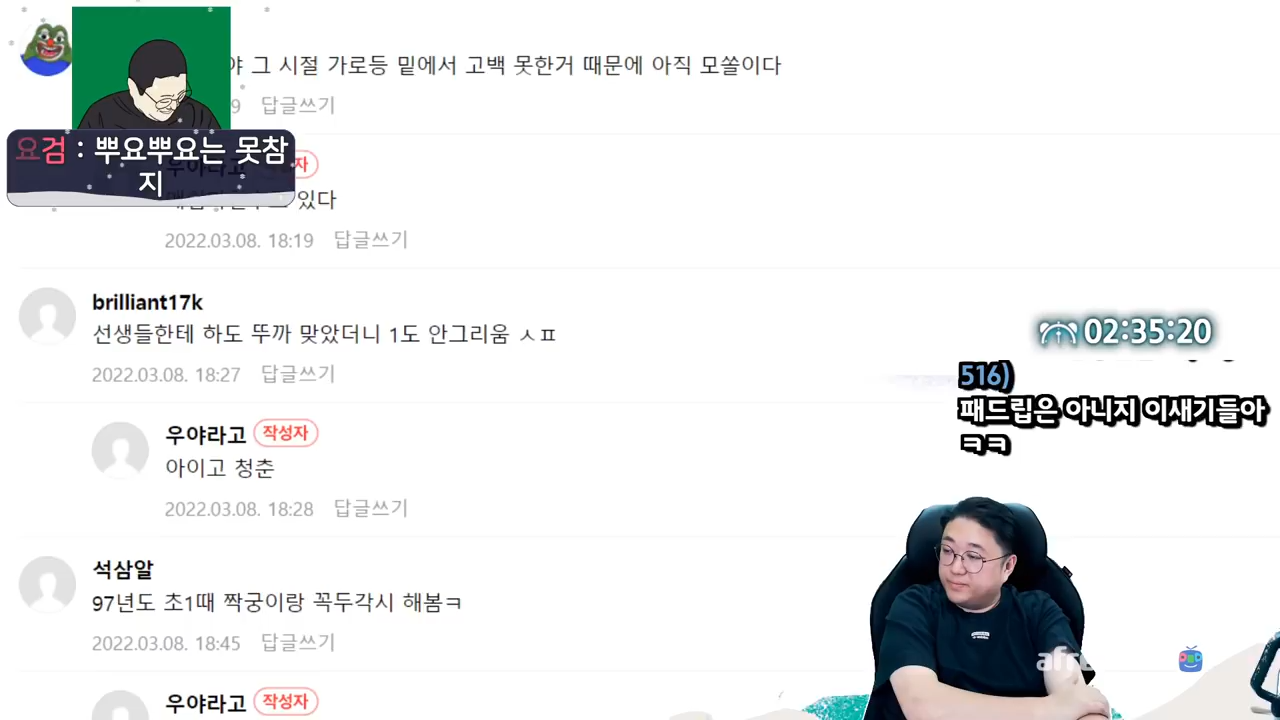 그 시절 가로등 밑에서 고백 못한거 때문에 아직 모쏠이다
9 답글쓰기
요검 : 뿌요뿌요는 못참
지
우야라고
있다
2022.03.08. 18:19 답글쓰기
brilliant17k
선생들한테 하도 뚜까 맞았더니 1도 안그리움 ㅅㅍ
2022.03.08. 18:27 답글쓰기
02:35:20
516)
패드립은 아니지 이새기들아
ㅋㅋ
우야라고 작성자
아이고 청춘
2022.03.08. 18:28 답글쓰기
석삼알
97년도 초1때 짝궁이랑 꼭두각시 해봄ㅋ
2022.03.08. 18:45 답글쓰기
우야라고 작성자